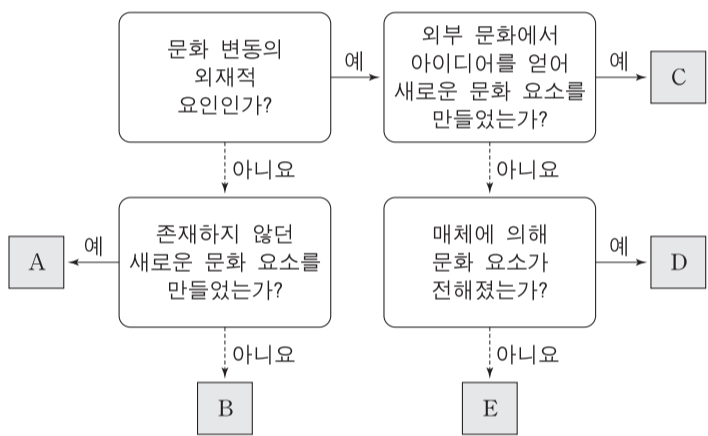 문화 변동의
외재적
요인인가?
예
외부 문화에서
아이디어를 얻어
새로운 문화 요소를
만들었는가?
예
C
아니요
아니요
A
예
존재하지 않던
새로운 문화 요소를
만들었는가?
매체에 의해
문화 요소가
전해졌는가?
예
D
아니요
아니요
B
E